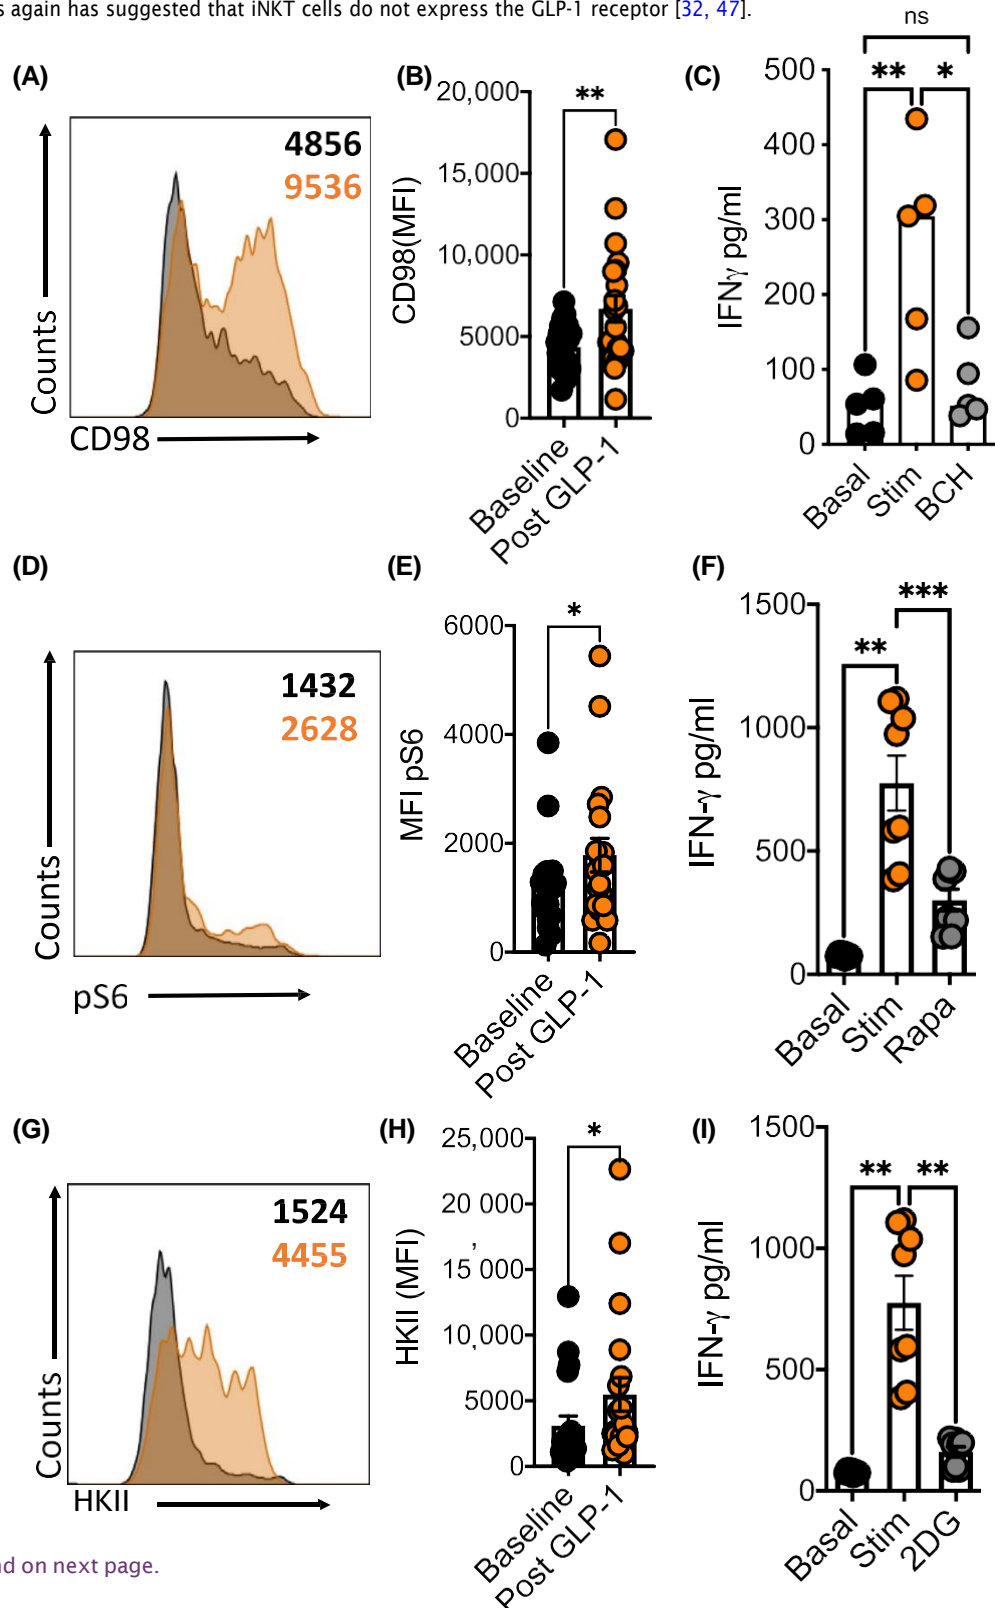 s again has suggested that iNKT cells do not express the GLP-1 receptor [32, 47].
(A)
4856
9536
Counts
CD98
(B)
20,000
15,000
10,000
5000
0
CD98(MFI)
**
Baseline
Post GLP-1
(C)
ns
** *
500
400
300
200
100
0
IFNγ pg/ml
Basal
Stim
BCH
(D)
1432
2628
Counts
pS6
(E)
6000
4000
2000
0
MFI pS6
*
Baseline
Post GLP-1
(F)
***
**
1500
1000
500
0
IFN-γ pg/ml
Basal
Stim
Rapa
(G)
1524
4455
Counts
HKII
(H)
25,000
20 000
,
15 000
10,000
5000
0
HKII (MFI)
*
Baseline
Post GLP-1
(I)
** **
1500
1000
500
0
IFN-γ pg/ml
Basal
Stim
2DG
nd on next page.